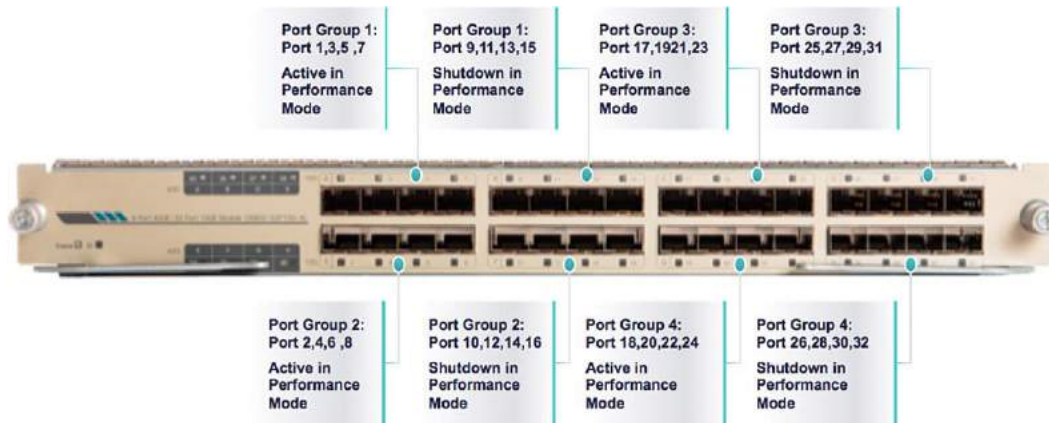 Port Group 1:
Port 1,3,5 ,7
Active in
Performance
Mode
Port Group 1:
Port 9,11,13,15
Shutdown in
Performance
Mode
Port Group 3:
Port 17,1921,23
Active in
Performance
Mode
Port Group 3:
Port 25,27,29,31
Shutdown in
Performance
Mode
Port Group 2:
Port 2,4,6 ,8
Active in
Performance
Mode
Port Group 2:
Port 10,12,14,16
Shutdown in
Performance
Mode
Port Group 4:
Port 18,20,22,24
Active in
Performance
Mode
Port Group 4:
Port 26,28,30,32
Shutdown in
Performance
Mode